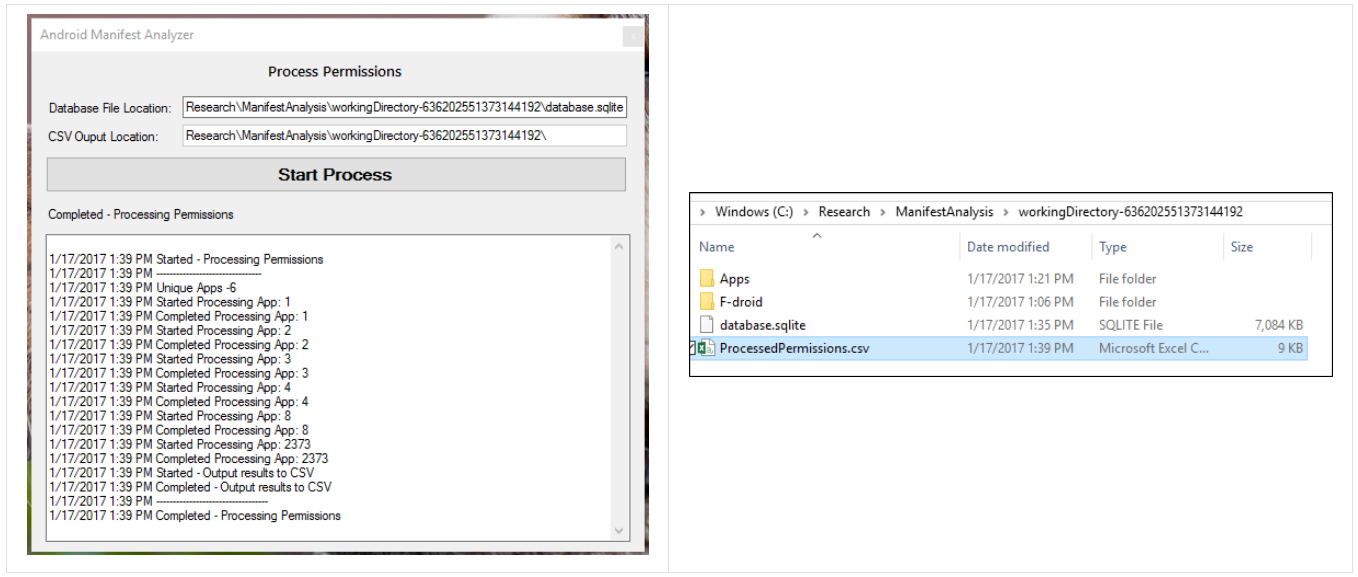 Android Manifest Analyzer
x
Process Permissions
Database File Location: Research\ManifestAnalysis\workingDirectory-636202551373144192\database.sqlite
CSV Ouput Location: Research\ManifestAnalysis\workingDirectory-636202551373144192\
Start Process
Completed - Processing Permissions
1/17/2017 1:39 PM Started - Processing Permissions
1/17/2017 1:39 PM --------------------------------
1/17/2017 1:39 PM Unique Apps -6
1/17/2017 1:39 PM Started Processing App: 1
1/17/2017 1:39 PM Completed Processing App: 1
1/17/2017 1:39 PM Started Processing App: 2
1/17/2017 1:39 PM Completed Processing App: 2
1/17/2017 1:39 PM Started Processing App: 3
1/17/2017 1:39 PM Completed Processing App: 3
1/17/2017 1:39 PM Started Processing App: 4
1/17/2017 1:39 PM Completed Processing App: 4
1/17/2017 1:39 PM Started Processing App: 8
1/17/2017 1:39 PM Completed Processing App: 8
1/17/2017 1:39 PM Started Processing App: 2373
1/17/2017 1:39 PM Completed Processing App: 2373
1/17/2017 1:39 PM Started - Output results to CSV
1/17/2017 1:39 PM Completed - Output results to CSV
1/17/2017 1:39 PM ----------------------------------
1/17/2017 1:39 PM Completed - Processing Permissions
› Windows (C:) › Research › ManifestAnalysis › workingDirectory-636202551373144192
Name Date modified Type Size
Apps 1/17/2017 1:21 PM File folder
F-droid 1/17/2017 1:06 PM File folder
database.sqlite 1/17/2017 1:35 PM SQLITE File 7,084 KB
ProcessedPermissions.csv 1/17/2017 1:39 PM Microsoft Excel C... 9 KB